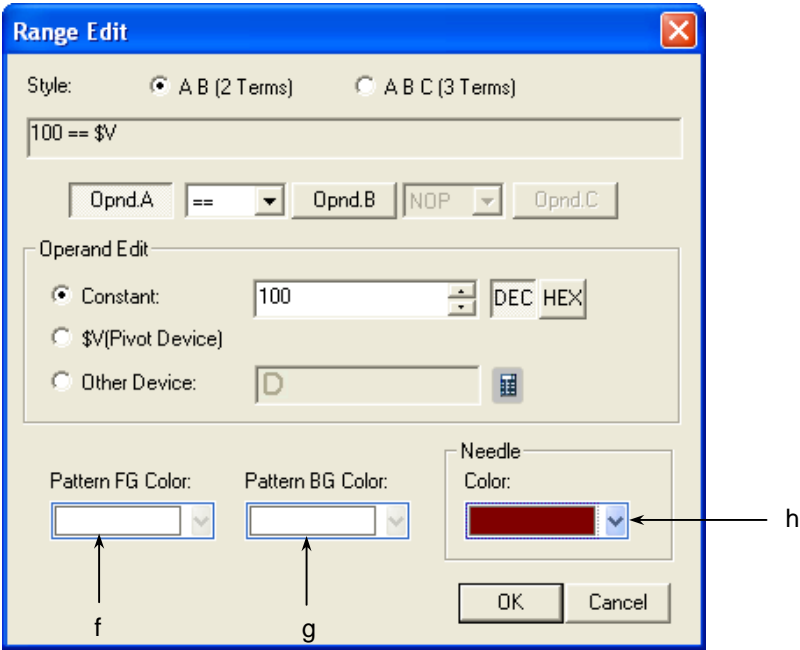 Range Edit
Style: A B (2 Terms) A B C (3 Terms)
100 == $V
Opnd.A == Opnd.B NOP Opnd.C
Operand Edit
Constant: 100 DEC HEX
$V(Pivot Device)
Other Device: D
Needle
Pattern FG Color: Pattern BG Color: Color:
h
OK Cancel
f g